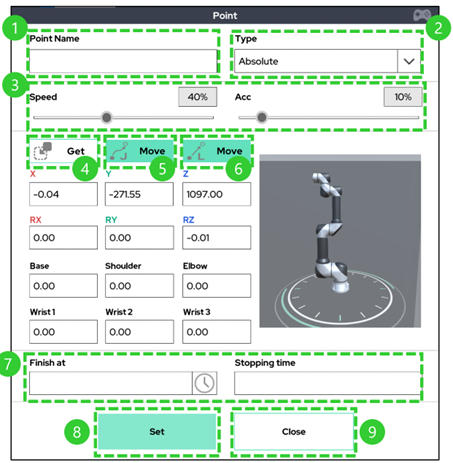 Point
1
2
Point Name
Type
Absolute
3
Speed
40%
Acc
10%
Get
Move
Move
4
5
6
X
Y
Z
-0.04
-271.55
1097.00
RX
RY
RZ
0.00
0.00
-0.01
Base
Shoulder
Elbow
0.00
0.00
0.00
Wrist 1
Wrist 2
Wrist 3
0.00
0.00
0.00
7
Finish at
Stopping time
8
Set
Close
9